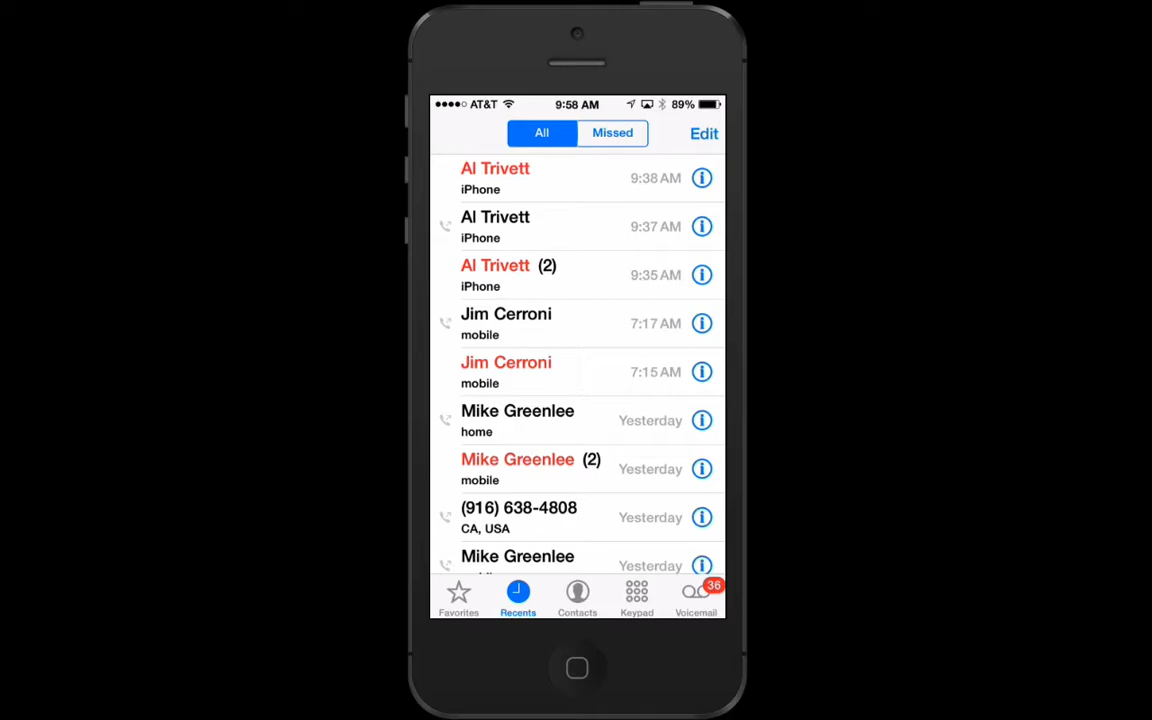 AT&T 9:58 AM 89%
All Missed Edit
Al Trivett
iPhone
9:38 AM
Al Trivett
iPhone
9:37 AM
Al Trivett (2)
iPhone
9:35 AM
Jim Cerroni
mobile
7:17 AM
Jim Cerroni
mobile
7:15 AM
Mike Greenlee
home
Yesterday
Mike Greenlee (2)
mobile
Yesterday
(916) 638-4808
CA, USA
Yesterday
Mike Greenlee
Yesterday
36
Favorites Recents Contacts Keypad Voicemail